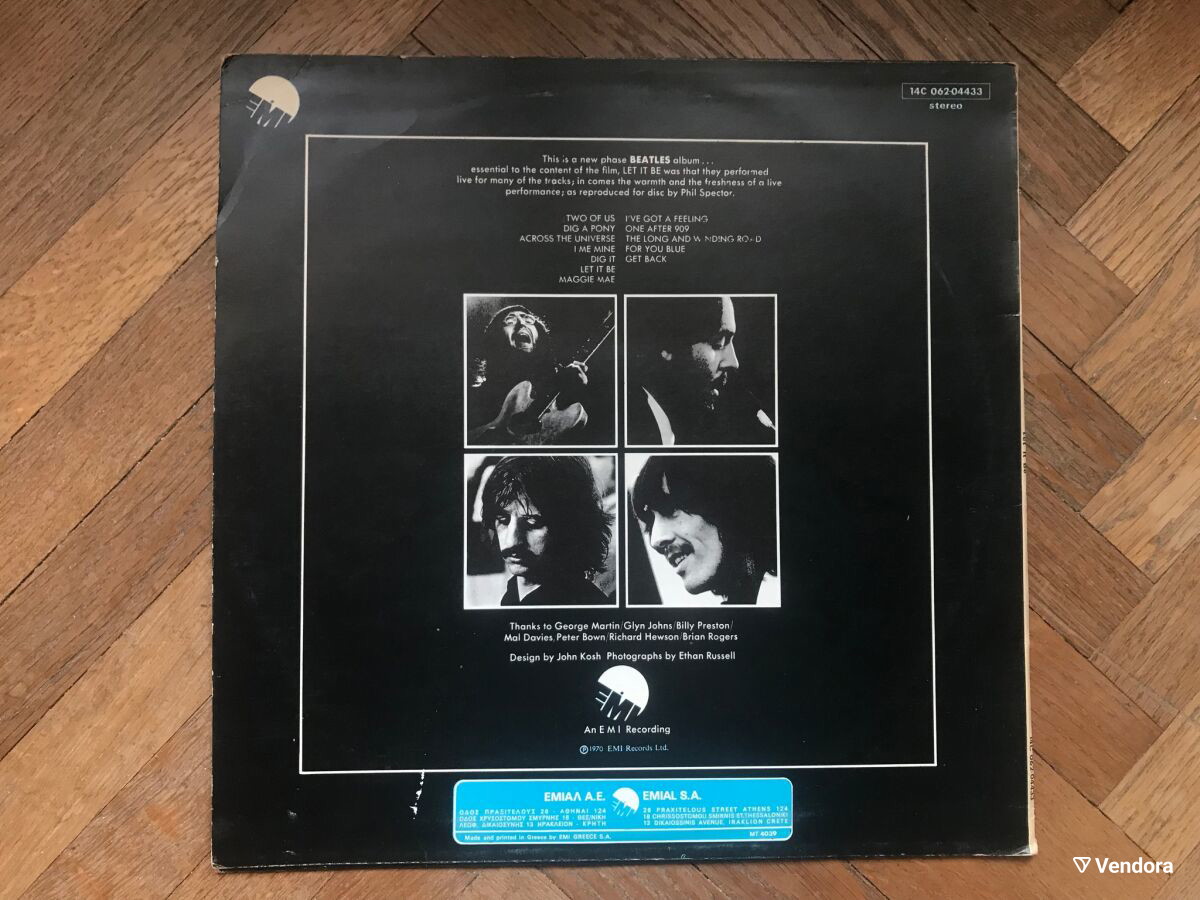 EMI
14C 062-04433
stereo
This is a new phase BEATLES album...
essential to the content of the film, LET IT BE was that they performed
live for many of the tracks; in comes the warmth and the freshness of a live
performance; as reproduced for disc by Phil Spector.
TWO OF US I'VE GOT A FEELING
DIG A PONY ONE AFTER 909
ACROSS THE UNIVERSE THE LONG AND WINDING ROAD
I ME MINE FOR YOU BLUE
DIG IT GET BACK
LET IT BE
MAGGIE MAE
Thanks to George Martin/Glyn Johns/Billy Preston/
Mal Davies/Peter Bown/Richard Hewson/Brian Rogers
Design by John Kosh Photographs by Ethan Russell
EMI
An EMI Recording
℗1970 EMI Records Ltd.
ΕΜΙΑΛ Α.Ε. EMI EMIAL S.A.
ΟΔΟΣ ΠΡΑΞΙΤΕΛΟΥΣ 26 - ΑΘΗΝΑΙ 124 26 PRAXITELOUS STREET ATHENS 124
ΟΔΟΣ ΧΡΥΣΟΣΤΟΜΟΥ ΣΜΥΡΝΗΣ 18 - ΘΕΣ/ΝΙΚΗ 18 CHRISSOSTOMOU SMIRNIS ST. THESSALONIKI
ΛΕΩΦ. ΔΙΚΑΙΟΣΥΝΗΣ 13 ΗΡΑΚΛΕΙΟΝ - ΚΡΗΤΗ 13 DIKAIOSSINIS AVENUE, IRAKLION CRETE
Made and printed in Greece by EMI GREECE S.A. MT 4039
Vendora